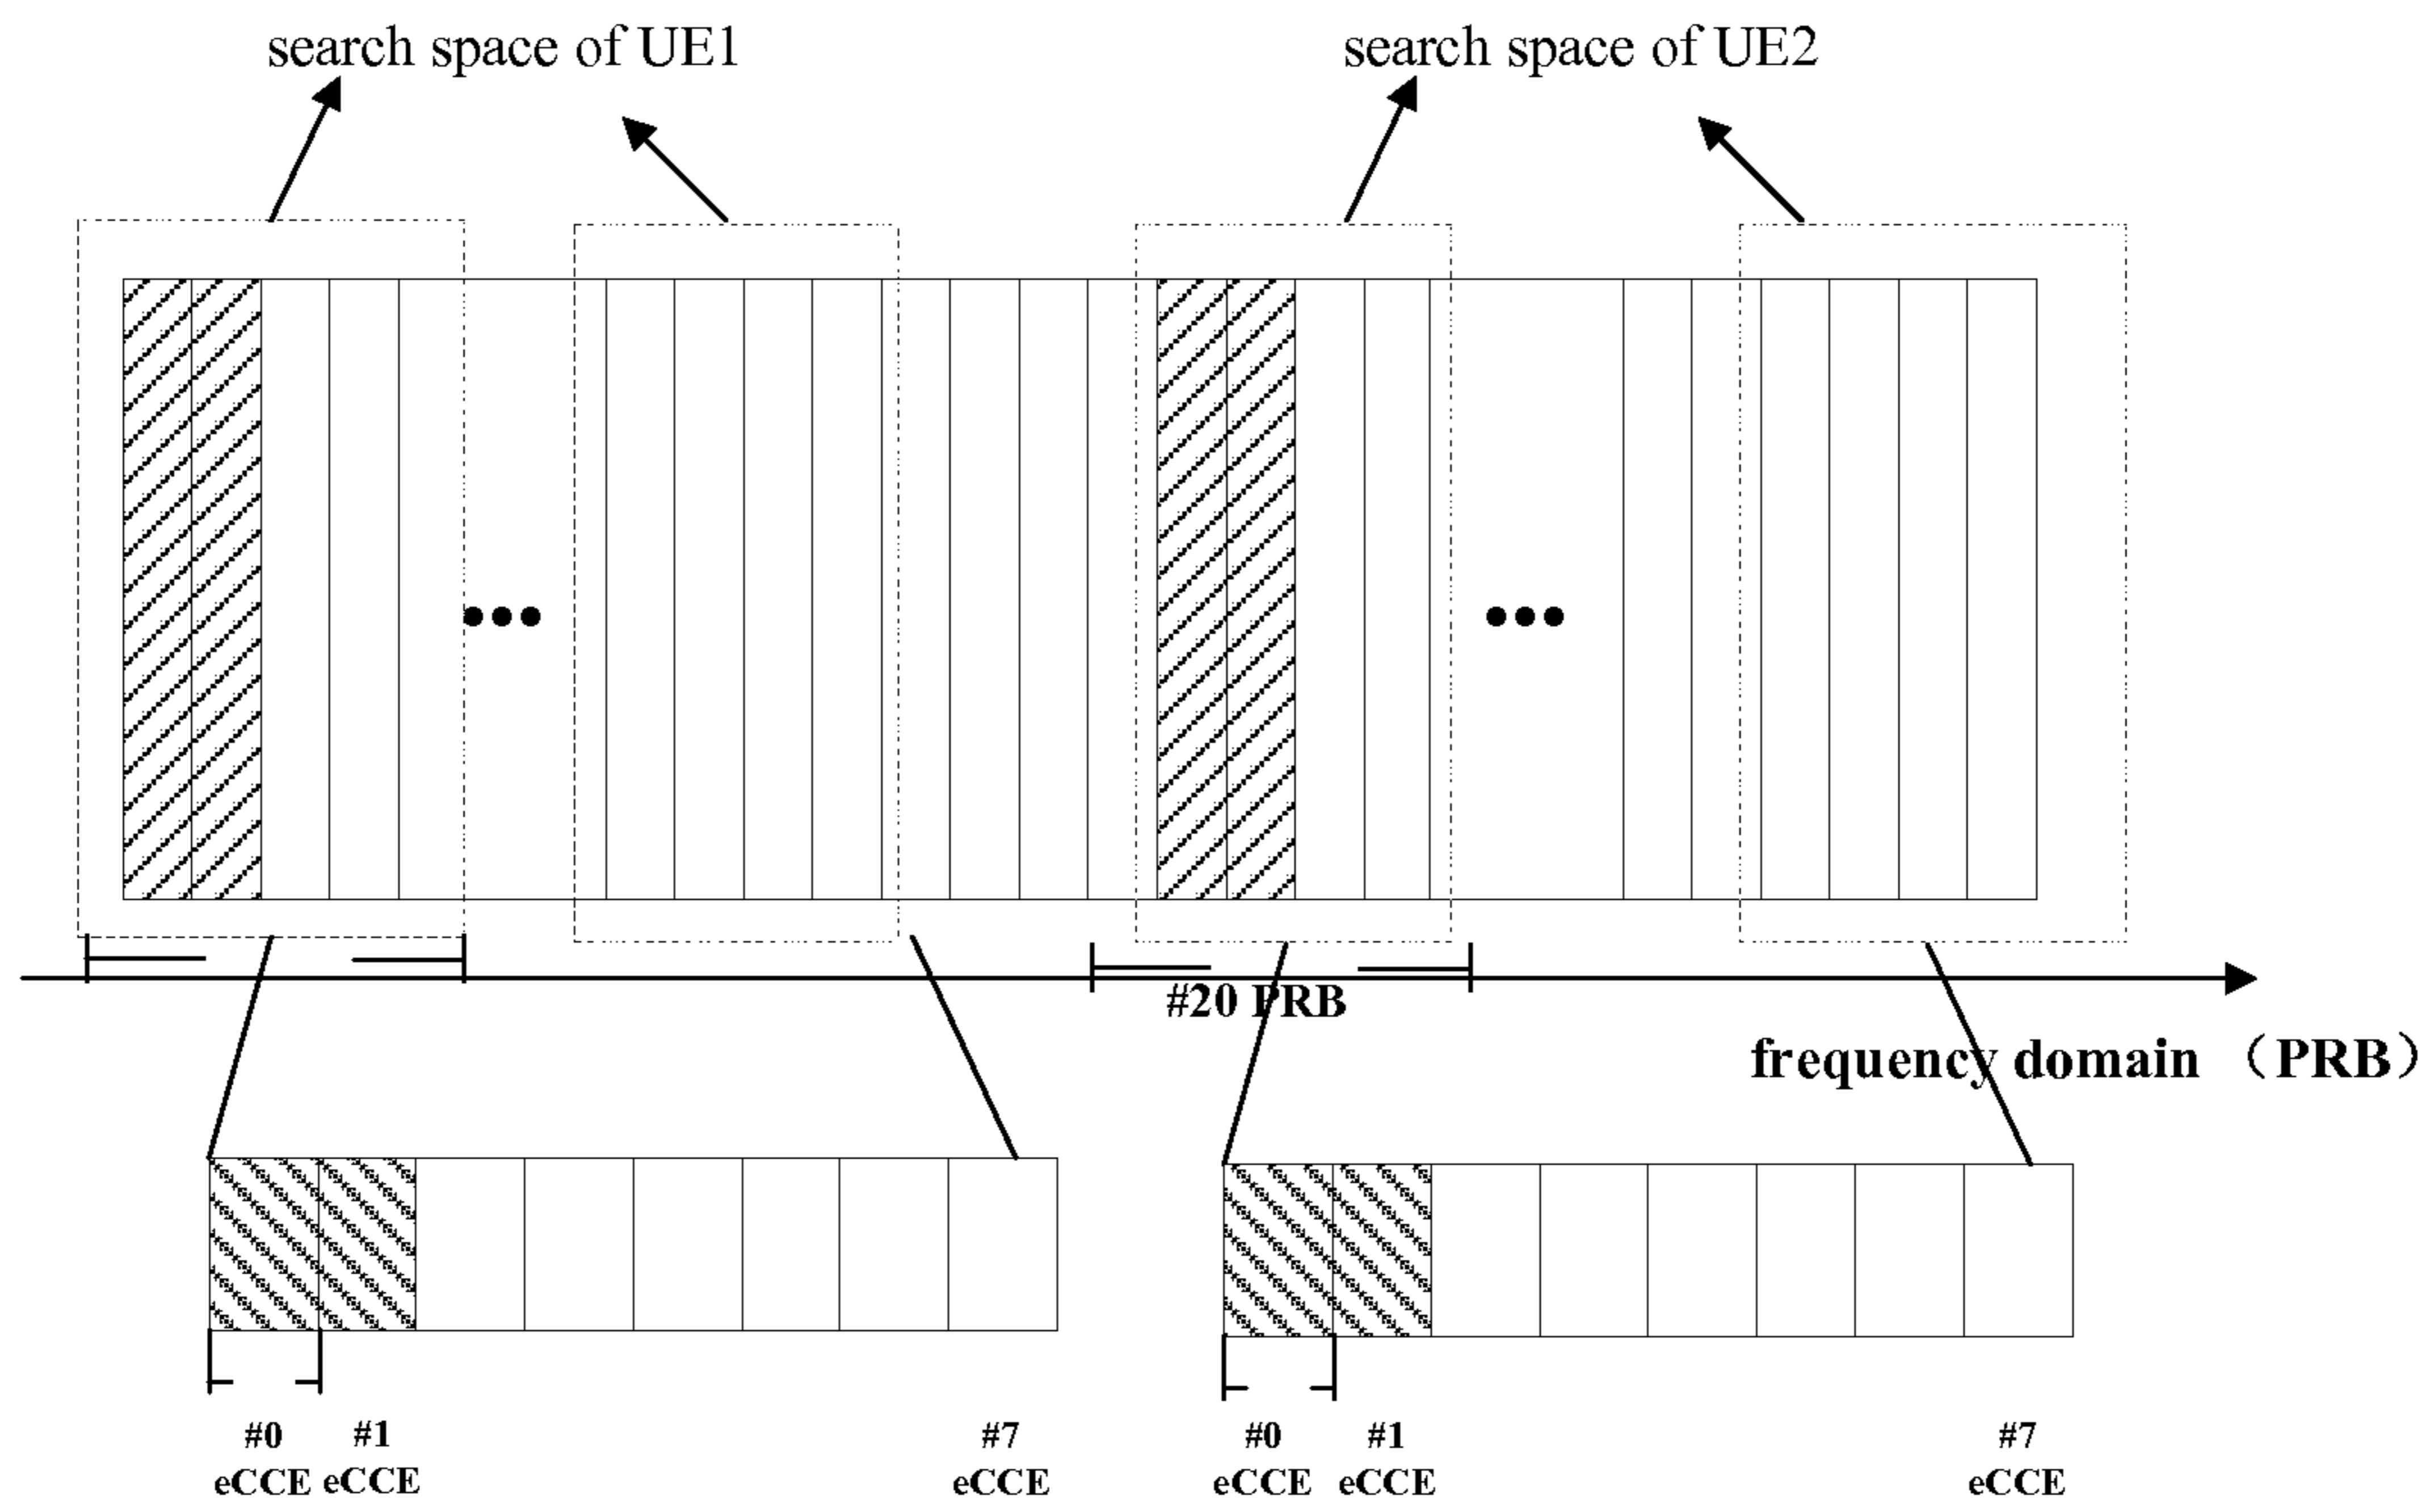 search space of UE1
search space of UE2
#20 PRB
frequency domain （PRB）
#0 #1 #7 #0 #1 #7
eCCE eCCE eCCE eCCE eCCE eCCE